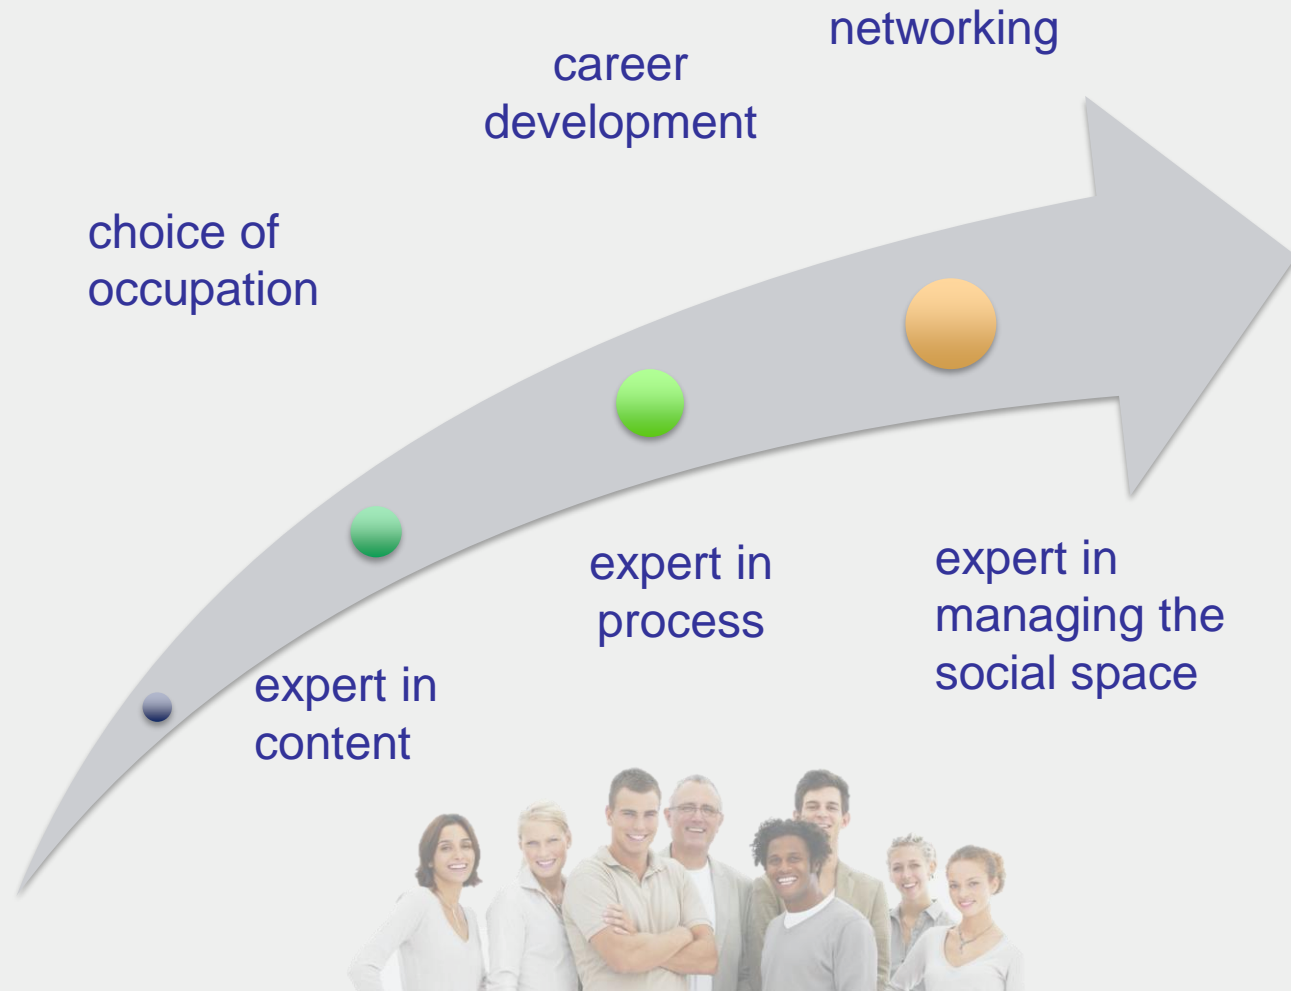 networking
career
development
choice of
occupation
expert in
process
expert in
managing the
social space
expert in
content